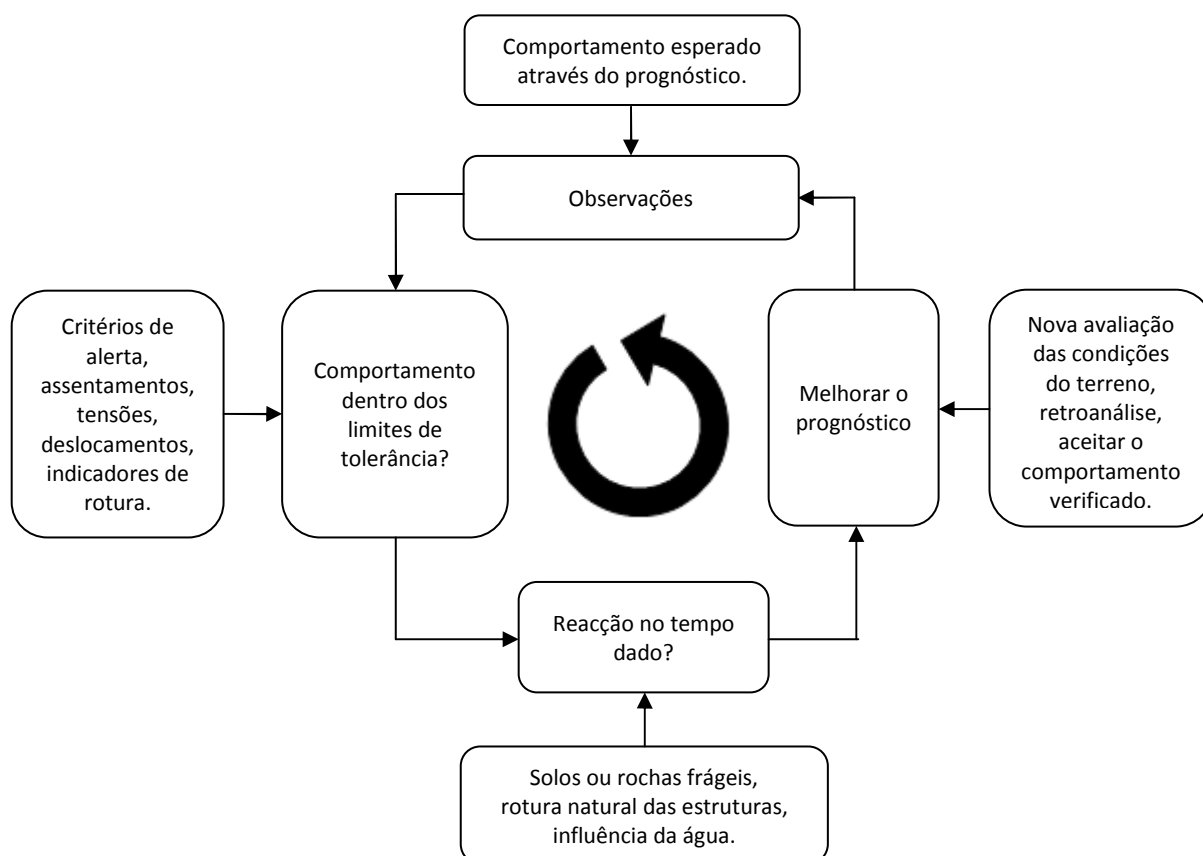 Comportamento esperado
através do prognóstico.
Observações
Critérios de
alerta,
assentamentos,
tensões,
deslocamentos,
indicadores de
rotura.
Comportamento
dentro dos
limites de
tolerância?
Melhorar o
prognóstico
Nova avaliação
das condições
do terreno,
retroanálise,
aceitar o
comportamento
verificado.
Reacção no tempo
dado?
Solos ou rochas frágeis,
rotura natural das estruturas,
influência da água.